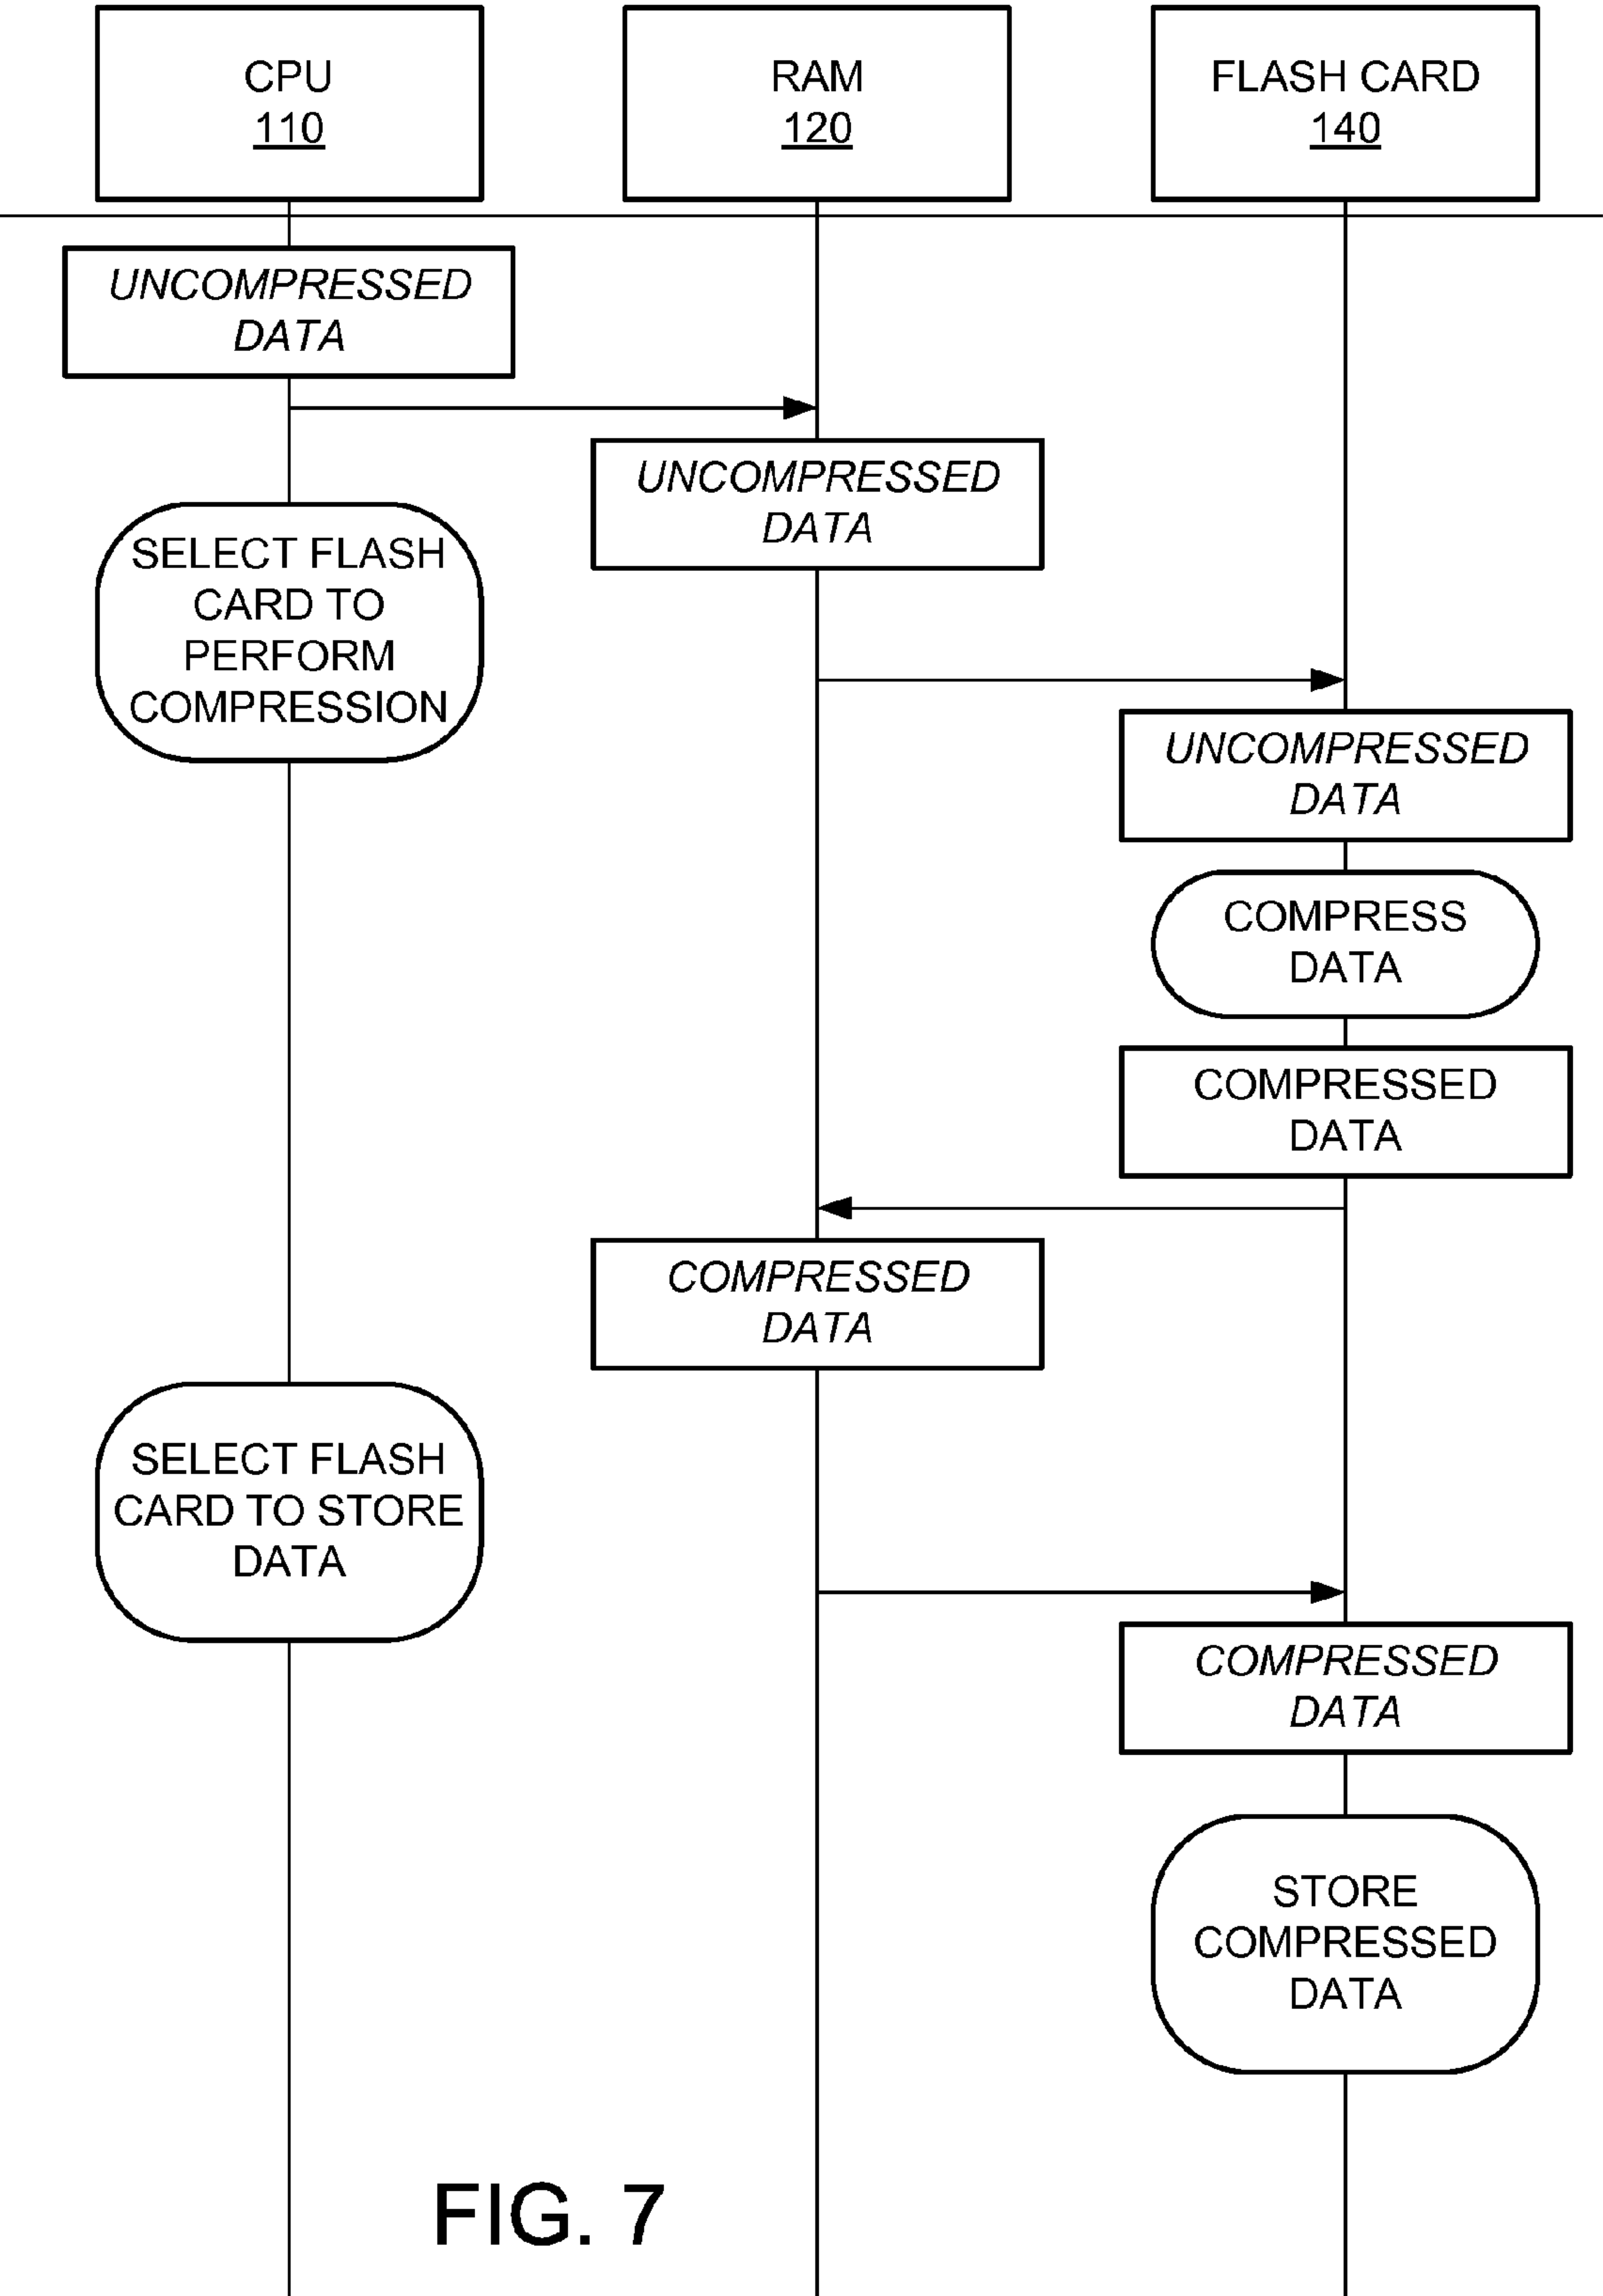 CPU
110
RAM
120
FLASH CARD
140
UNCOMPRESSED
DATA
UNCOMPRESSED
DATA
SELECT FLASH
CARD TO
PERFORM
COMPRESSION
UNCOMPRESSED
DATA
COMPRESS
DATA
COMPRESSED
DATA
COMPRESSED
DATA
SELECT FLASH
CARD TO STORE
DATA
COMPRESSED
DATA
STORE
COMPRESSED
DATA
FIG. 7